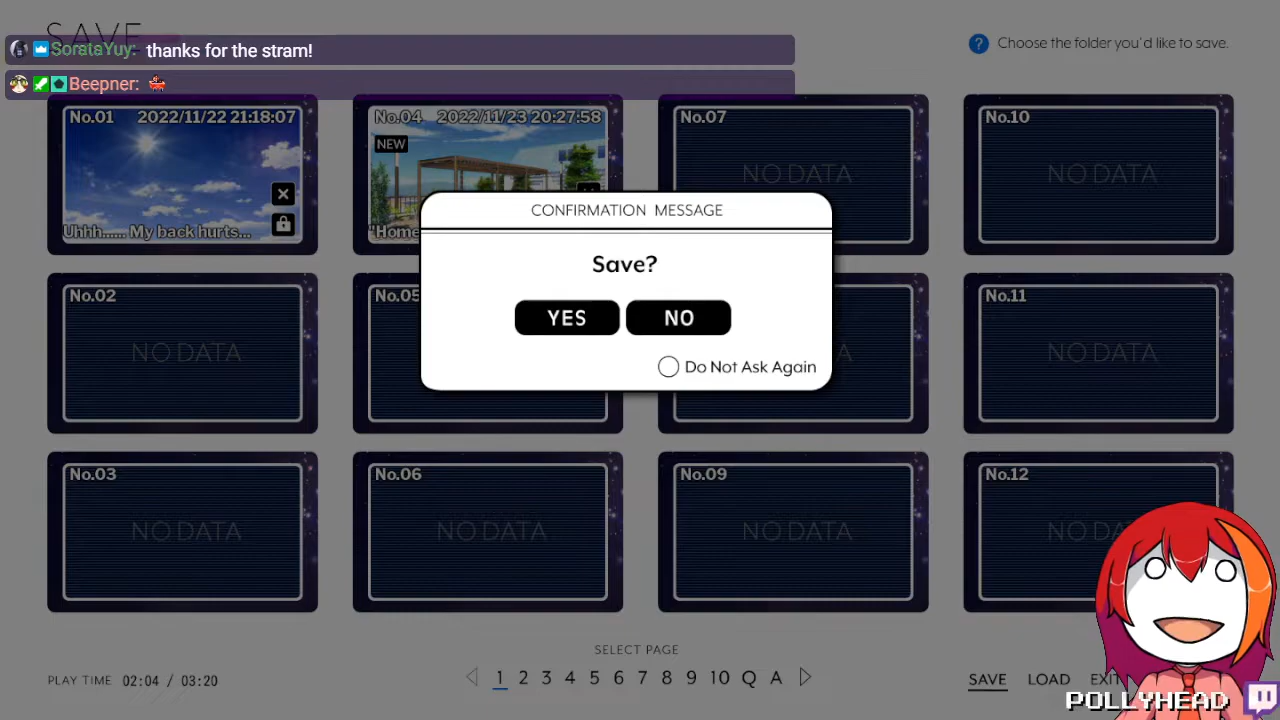 SAVE
SorataYuy: thanks for the stram!
Beepner:
Choose the folder you'd like to save.
No.01 2022/11/22 21:18:07
Uhhh...... My back hurts...
No.04 2022/11/23 20:27:58
NEW
"Home
No.07
NO DATA
No.10
NO DATA
CONFIRMATION MESSAGE
Save?
YES NO
Do Not Ask Again
No.02
NO DATA
No.05
No.11
NO DATA
No.03
NO DATA
No.06
NO DATA
No.09
NO DATA
No.12
NO DA
SELECT PAGE
1 2 3 4 5 6 7 8 9 10 Q A
PLAY TIME 02:04 / 03:20
SAVE LOAD EXIT
POLLYHEAD